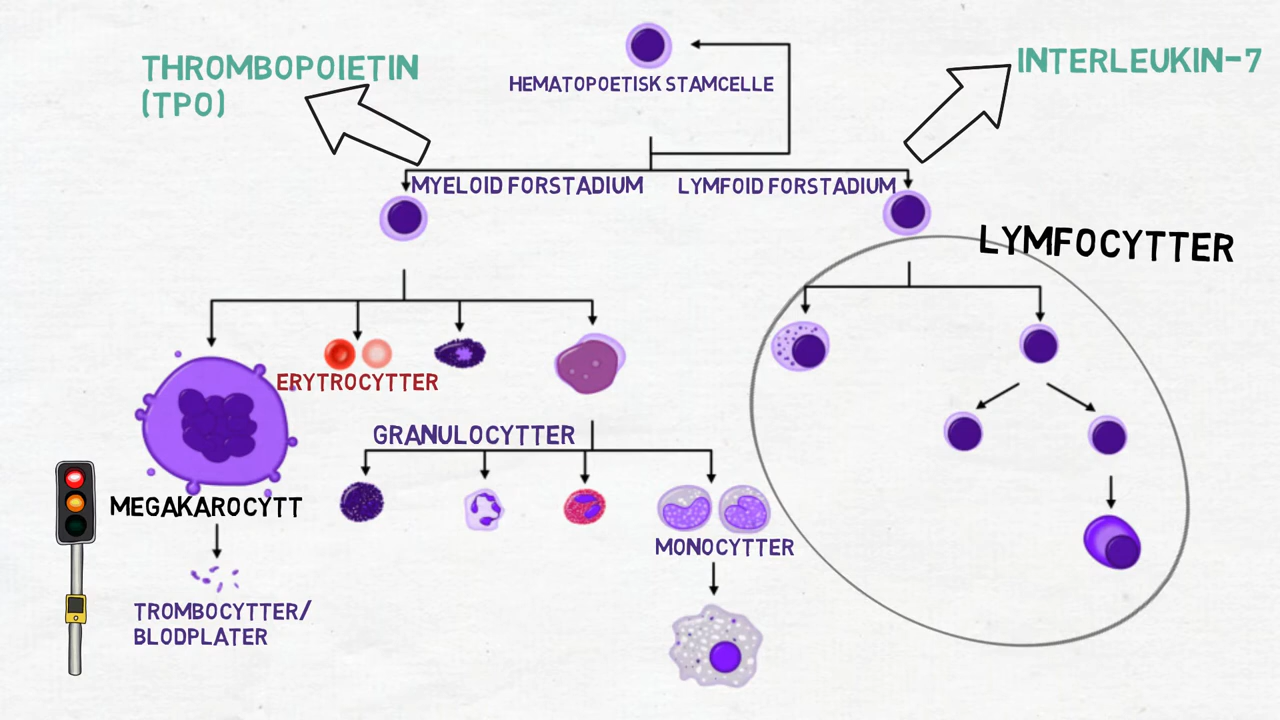 THROMBOPOIETIN
(TPO)
HEMATOPOETISK STAMCELLE
INTERLEUKIN-7
MYELOID FORSTADIUM
LYMFOID FORSTADIUM
LYMFOCYTTER
ERYTROCYTTER
GRANULOCYTTER
MEGAKAROCYTT
MONOCYTTER
TROMBOCYTTER/
BLODPLATER